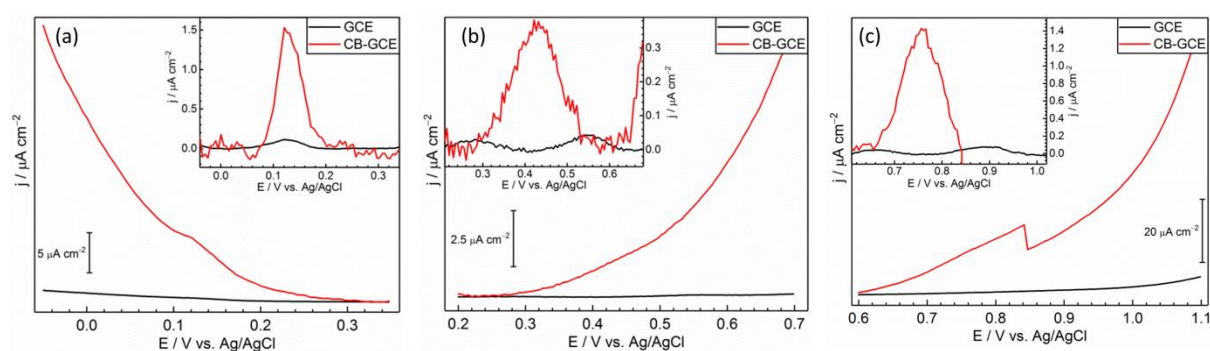 (a)
GCE
CB-GCE
j / µA cm⁻²
1.5
1.0
0.5
0.0
0.0 0.1 0.2 0.3
E / V vs. Ag/AgCl
j / µA cm⁻²
5 µA cm⁻²
0.0 0.1 0.2 0.3
E / V vs. Ag/AgCl
(b)
GCE
CB-GCE
j / µA cm⁻²
0.3
0.2
0.1
0.0
0.3 0.4 0.5 0.6
E / V vs. Ag/AgCl
j / µA cm⁻²
2.5 µA cm⁻²
0.2 0.3 0.4 0.5 0.6 0.7
E / V vs. Ag/AgCl
(c)
GCE
CB-GCE
j / µA cm⁻²
1.4
1.2
1.0
0.8
0.6
0.4
0.2
0.0
0.7 0.8 0.9 1.0
E / V vs. Ag/AgCl
j / µA cm⁻²
20 µA cm⁻²
0.6 0.7 0.8 0.9 1.0 1.1
E / V vs. Ag/AgCl